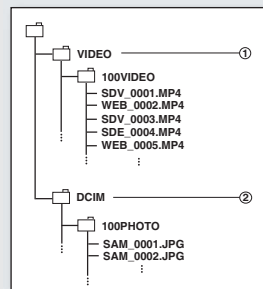 VIDEO ①
100VIDEO
SDV_0001.MP4
WEB_0002.MP4
SDV_0003.MP4
SDE_0004.MP4
WEB_0005.MP4
DCIM ②
100PHOTO
SAM_0001.JPG
SAM_0002.JPG